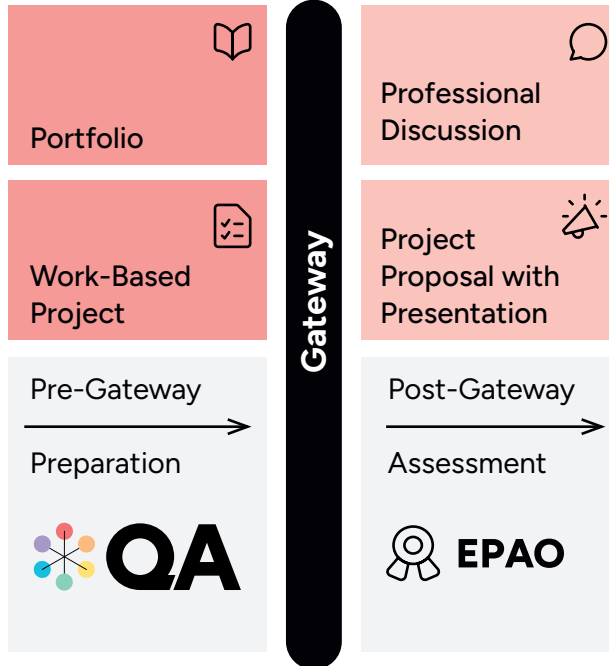 Portfolio
Work-Based
Project
Pre-Gateway
Preparation
QA
Gateway
Professional
Discussion
Project
Proposal with
Presentation
Post-Gateway
Assessment
EPAO